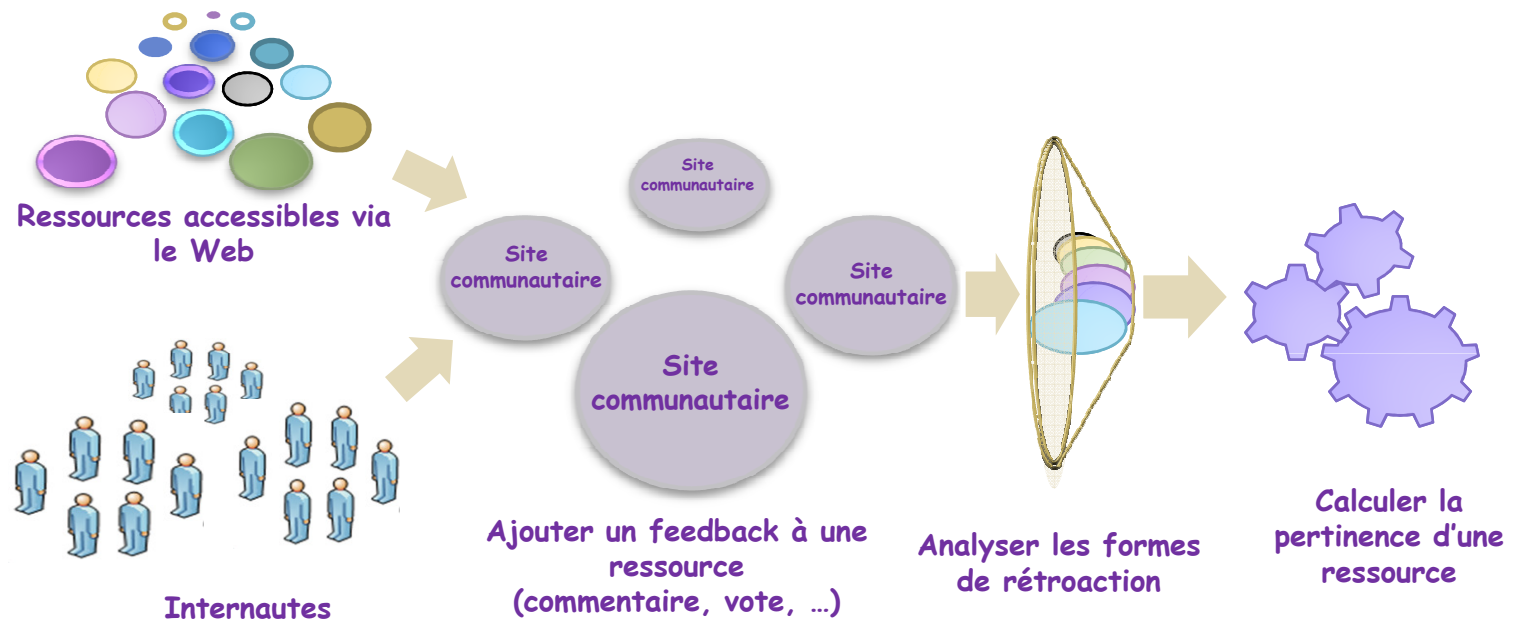 Ressources accessibles via
le Web
Internautes
Site
communautaire
Site
communautaire
Site
communautaire
Site
communautaire
Ajouter un feedback à une
ressource
(commentaire, vote, …)
Analyser les formes
de rétroaction
Calculer la
pertinence d’une
ressource